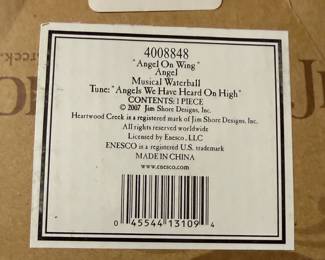 4008848
"Angel On Wing"
Angel
Musical Waterball
Tune: "Angels We Have Heard On High"
CONTENTS: 1 PIECE
© 2007 Jim Shore Designs, Inc.
Heartwood Creek is a registered mark of Jim Shore Designs, Inc.
All rights reserved worldwide
Licensed by Enesco, LLC
ENESCO is a registered U.S. trademark
MADE IN CHINA
www.enesco.com
0 45544 13109 4